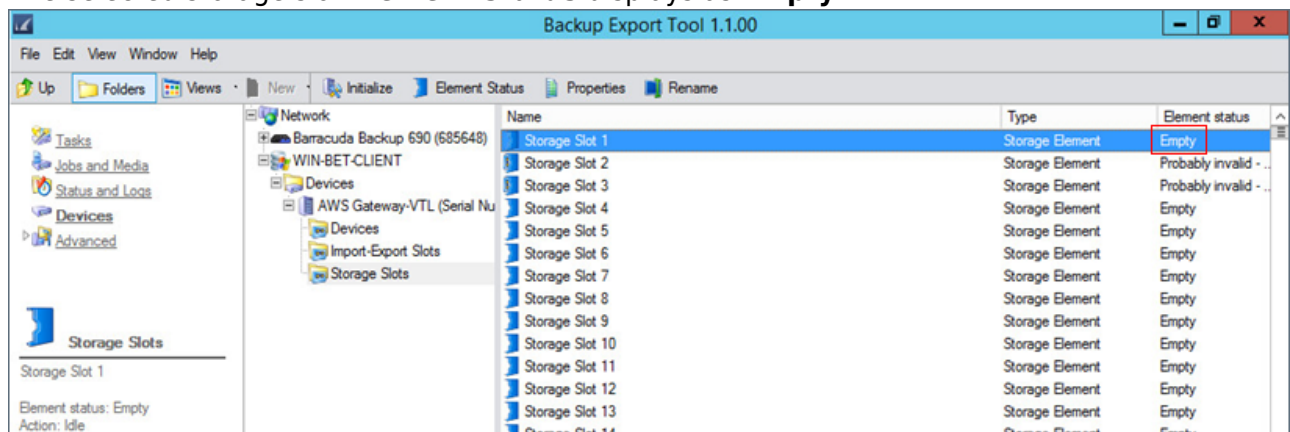 Backup Export Tool 1.1.00
File Edit View Window Help
Up Folders Views New Initialize Element Status Properties Rename
Tasks
Jobs and Media
Status and Logs
Devices
Advanced
Storage Slots
Storage Slot 1
Element status: Empty
Action: Idle
Network
Barracuda Backup 690 (685648)
WIN-BET-CLIENT
Devices
AWS Gateway-VTL (Serial Nu
Devices
Import-Export Slots
Storage Slots
Name Type Element status
Storage Slot 1 Storage Element Empty
Storage Slot 2 Storage Element Probably invalid - ..
Storage Slot 3 Storage Element Probably invalid - ..
Storage Slot 4 Storage Element Empty
Storage Slot 5 Storage Element Empty
Storage Slot 6 Storage Element Empty
Storage Slot 7 Storage Element Empty
Storage Slot 8 Storage Element Empty
Storage Slot 9 Storage Element Empty
Storage Slot 10 Storage Element Empty
Storage Slot 11 Storage Element Empty
Storage Slot 12 Storage Element Empty
Storage Slot 13 Storage Element Empty